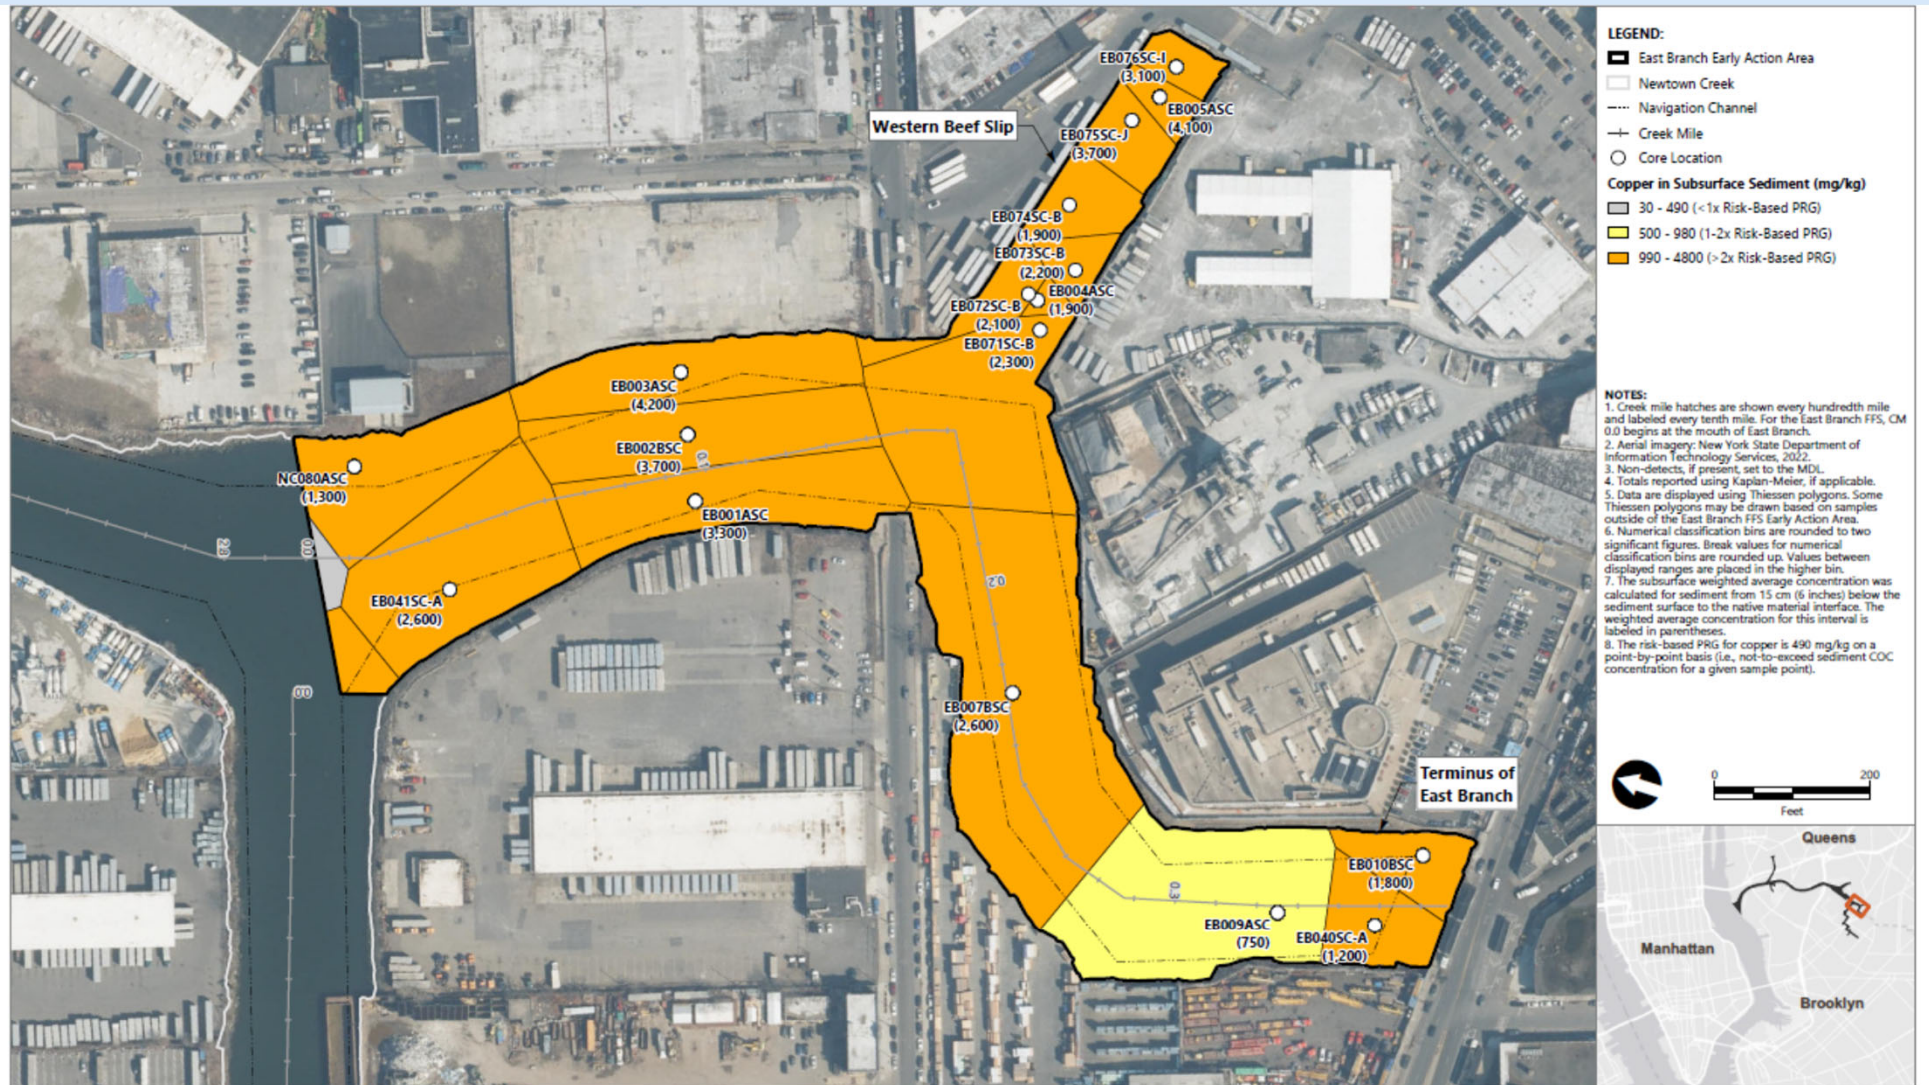 EB076SC-I
(3,100)
EB005ASC
(4,100)
Western Beef Slip
EB075SC-J
(3,700)
EB074SC-B
(1,900)
EB073SC-B
(2,200)
EB004ASC
(1,900)
EB072SC-B
(2,100)
EB071SC-B
(2,300)
EB003ASC
(4,200)
EB002BSC
(3,700)
0.1
NC080ASC
(1,300)
EB001ASC
(3,300)
2.8
0.0
0.2
EB041SC-A
(2,600)
0.0
EB007BSC
(2,600)
Terminus of
East Branch
EB010BSC
(1,800)
0.3
EB009ASC
(750)
EB040SC-A
(1,200)
LEGEND:
East Branch Early Action Area
Newtown Creek
Navigation Channel
Creek Mile
Core Location
Copper in Subsurface Sediment (mg/kg)
30 - 490 (<1x Risk-Based PRG)
500 - 980 (1-2x Risk-Based PRG)
990 - 4800 (>2x Risk-Based PRG)
NOTES:
1. Creek mile hatches are shown every hundredth mile
and labeled every tenth mile. For the East Branch FFS, CM
0.0 begins at the mouth of East Branch.
2. Aerial imagery: New York State Department of
Information Technology Services, 2022.
3. Non-detects, if present, set to the MDL.
4. Totals reported using Kaplan-Meier, if applicable.
5. Data are displayed using Thiessen polygons. Some
Thiessen polygons may be drawn based on samples
outside of the East Branch FFS Early Action Area.
6. Numerical classification bins are rounded to two
significant figures. Break values for numerical
classification bins are rounded up. Values between
displayed ranges are placed in the higher bin.
7. The subsurface weighted average concentration was
calculated for sediment from 15 cm (6 inches) below the
sediment surface to the native material interface. The
weighted average concentration for this interval is
labeled in parentheses.
8. The risk-based PRG for copper is 490 mg/kg on a
point-by-point basis (i.e., not-to-exceed sediment COC
concentration for a given sample point).
0 200
Feet
Queens
Manhattan
Brooklyn